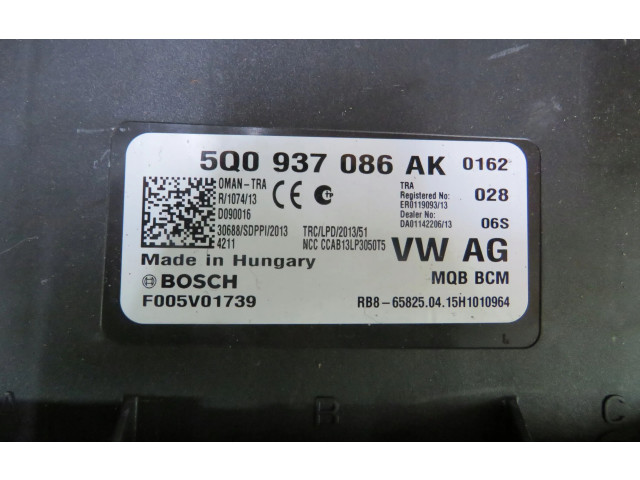 5Q0 937 086 AK 0162
OMAN-TRA
R/1074/13
D090016
CE
TRA
Registered No:
ER0119093/13
Dealer No:
DA01142206/13
028
06S
30688/SDPPI/2013
4211
TRC/LPD/2013/51
NCC CCAB13LP3050T5
VW AG
Made in Hungary
MQB BCM
BOSCH
F005V01739
RB8-65825.04.15H1010964
L
B
C